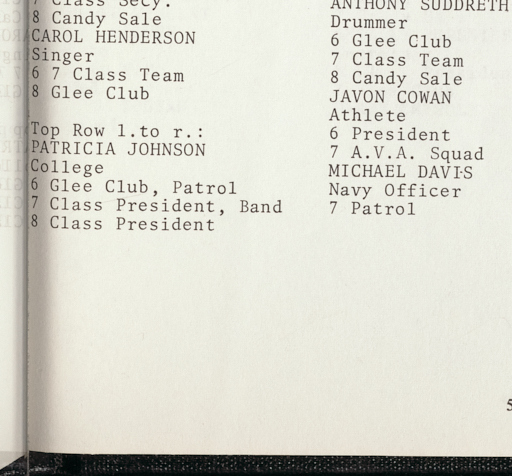 7 Class Secy.
8 Candy Sale
CAROL HENDERSON
Singer
6 7 Class Team
8 Glee Club
Top Row l.to r.:
PATRICIA JOHNSON
College
6 Glee Club, Patrol
7 Class President, Band
8 Class President
ANTHONY SUDDRETH
Drummer
6 Glee Club
7 Class Team
8 Candy Sale
JAVON COWAN
Athlete
6 President
7 A.V.A. Squad
MICHAEL DAVIS
Navy Officer
7 Patrol
5